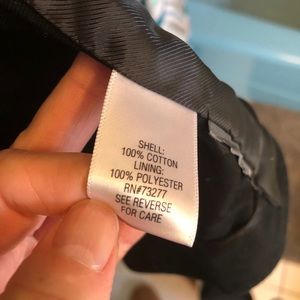 SHELL:
100% COTTON
LINING:
100% POLYESTER
RN#73277
SEE REVERSE
FOR CARE